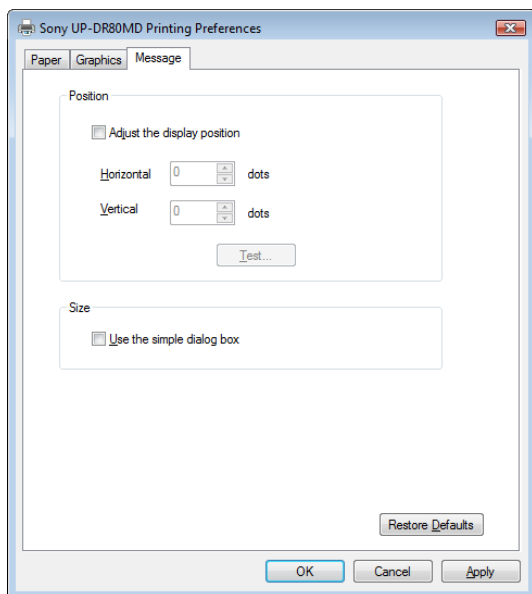 Sony UP-DR80MD Printing Preferences
Paper Graphics Message
Position
Adjust the display position
Horizontal 0 dots
Vertical 0 dots
Test...
Size
Use the simple dialog box
Restore Defaults
OK Cancel Apply